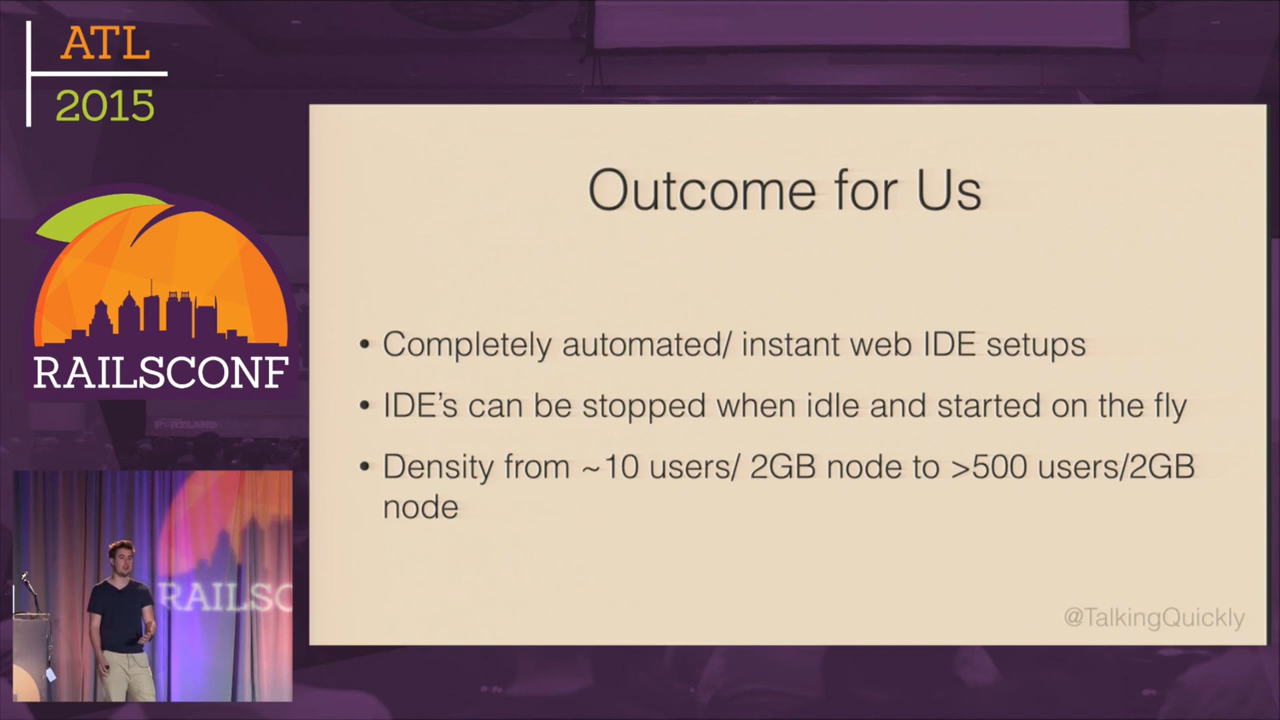 ATL
2015
RAILSCONF
Outcome for Us
• Completely automated/ instant web IDE setups
• IDE’s can be stopped when idle and started on the fly
• Density from ~10 users/ 2GB node to >500 users/2GB
node
@TalkingQuickly
RAILSC